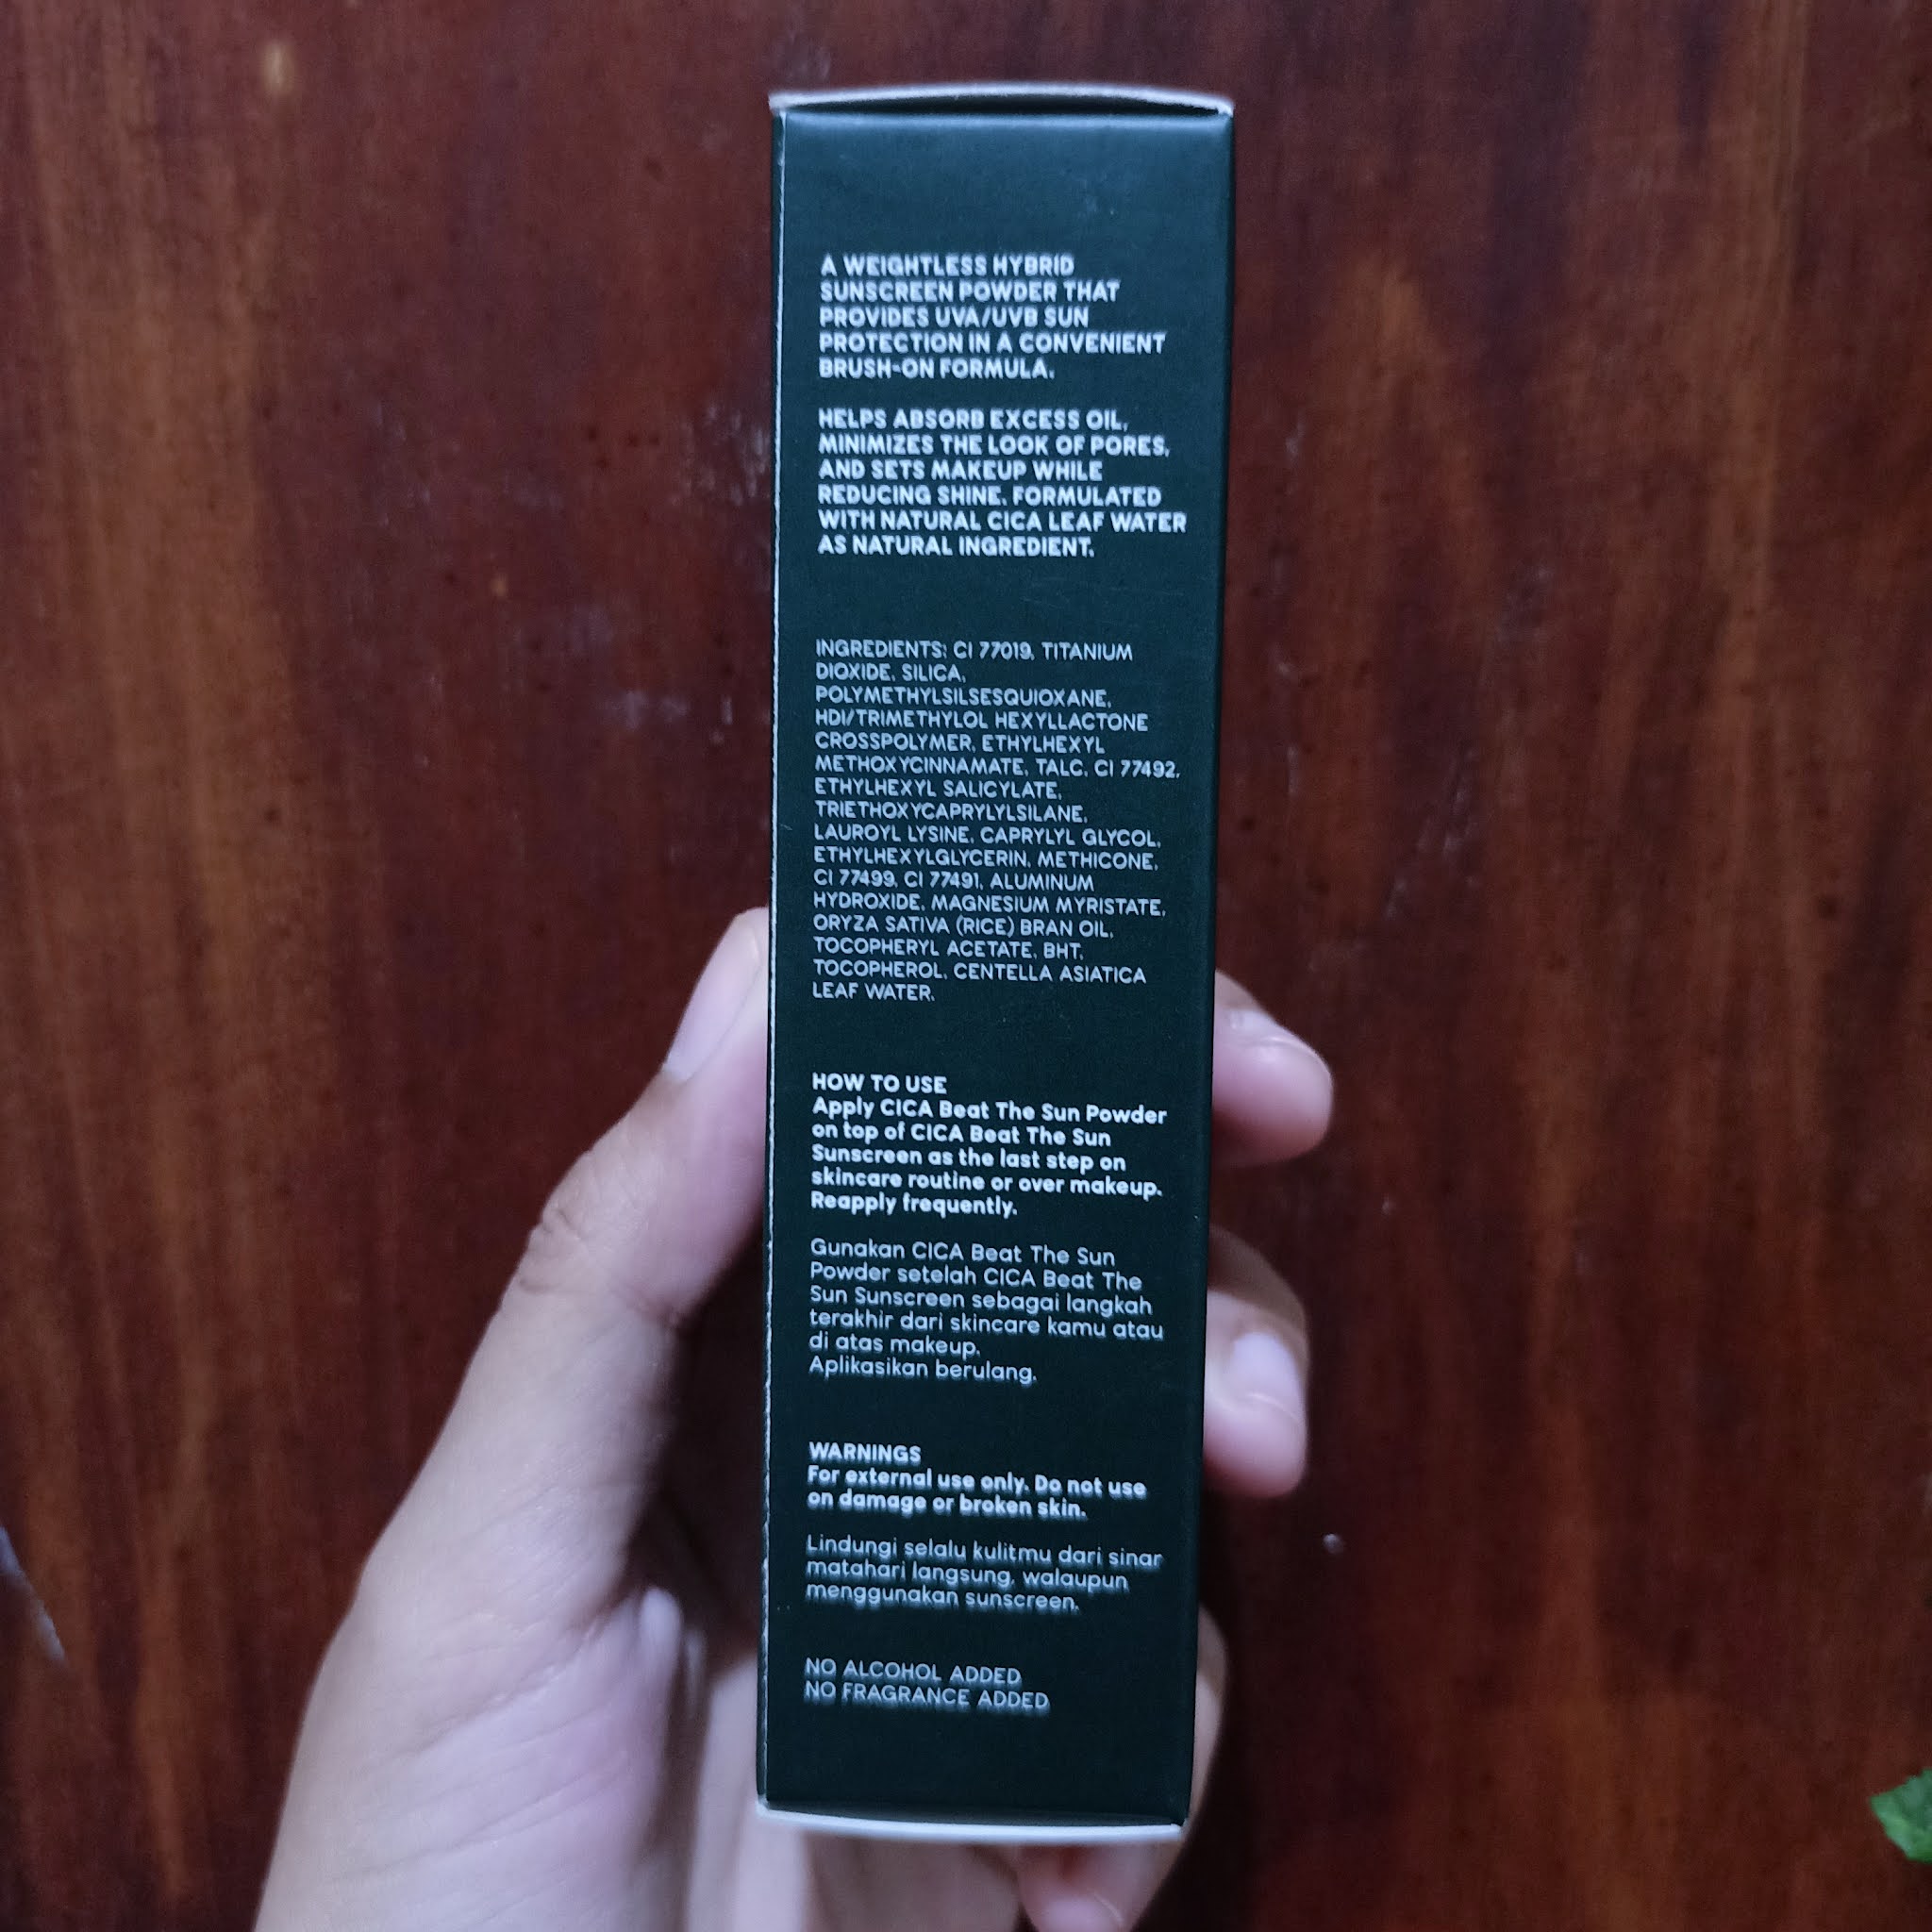 A WEIGHTLESS HYBRID
SUNSCREEN POWDER THAT
PROVIDES UVA/UVB SUN
PROTECTION IN A CONVENIENT
BRUSH-ON FORMULA.
HELPS ABSORB EXCESS OIL,
MINIMIZES THE LOOK OF PORES,
AND SETS MAKEUP WHILE
REDUCING SHINE. FORMULATED
WITH NATURAL CICA LEAF WATER
AS NATURAL INGREDIENT.
INGREDIENTS: CI 77019, TITANIUM
DIOXIDE, SILICA,
POLYMETHYLSILSESQUIOXANE,
HDI/TRIMETHYLOL HEXYLLACTONE
CROSSPOLYMER, ETHYLHEXYL
METHOXYCINNAMATE, TALC, CI 77492,
ETHYLHEXYL SALICYLATE,
TRIETHOXYCAPRYLYLSILANE,
LAUROYL LYSINE, CAPRYLYL GLYCOL,
ETHYLHEXYLGLYCERIN, METHICONE,
CI 77499, CI 77491, ALUMINUM
HYDROXIDE, MAGNESIUM MYRISTATE,
ORYZA SATIVA (RICE) BRAN OIL,
TOCOPHERYL ACETATE, BHT,
TOCOPHEROL, CENTELLA ASIATICA
LEAF WATER.
HOW TO USE
Apply CICA Beat The Sun Powder
on top of CICA Beat The Sun
Sunscreen as the last step on
skincare routine or over makeup.
Reapply frequently.
Gunakan CICA Beat The Sun
Powder setelah CICA Beat The
Sun Sunscreen sebagai langkah
terakhir dari skincare kamu atau
di atas makeup.
Aplikasikan berulang.
WARNINGS
For external use only. Do not use
on damage or broken skin.
Lindungi selalu kulitmu dari sinar
matahari langsung, walaupun
menggunakan sunscreen.
NO ALCOHOL ADDED
NO FRAGRANCE ADDED